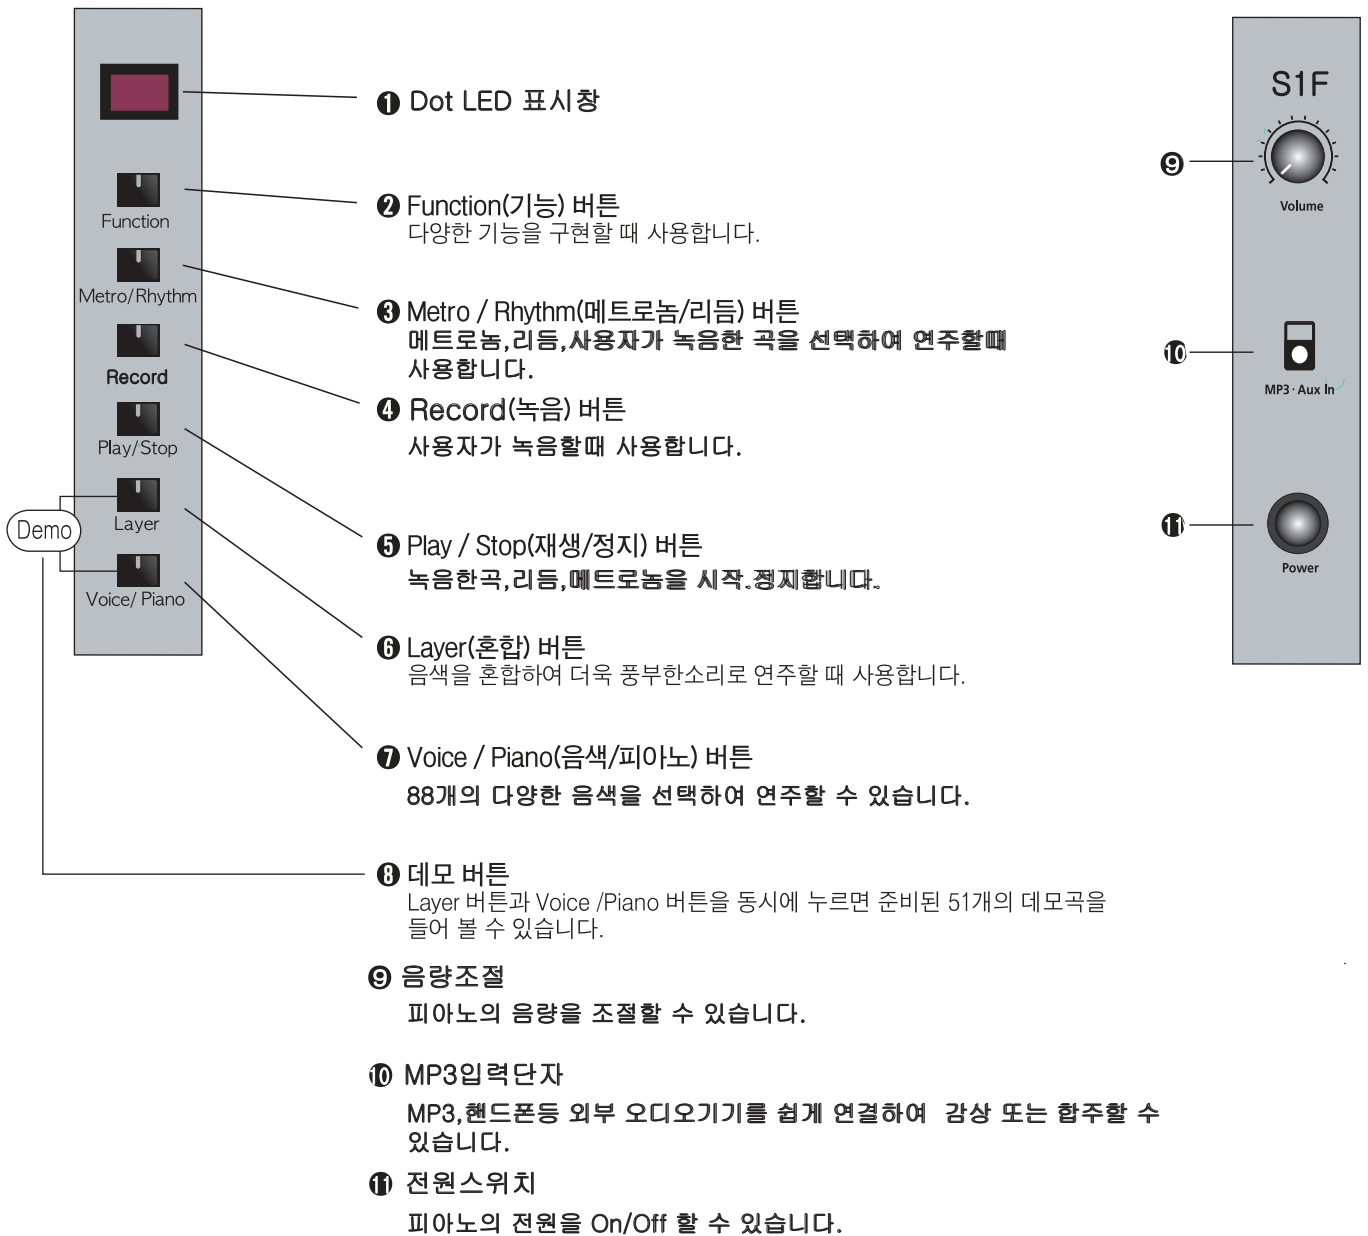 Function
Metro/Rhythm
Record
Play/Stop
Demo
Layer
Voice/ Piano
❶ Dot LED 표시창
❷ Function(기능) 버튼
다양한 기능을 구현할 때 사용합니다.
❸ Metro / Rhythm(메트로놈/리듬) 버튼
메트로놈,리듬,사용자가 녹음한 곡을 선택하여 연주할때
사용합니다.
❹ Record(녹음) 버튼
사용자가 녹음할때 사용합니다.
❺ Play / Stop(재생/정지) 버튼
녹음한곡,리듬,메트로놈을 시작.정지합니다.
❻ Layer(혼합) 버튼
음색을 혼합하여 더욱 풍부한소리로 연주할 때 사용합니다.
❼ Voice / Piano(음색/피아노) 버튼
88개의 다양한 음색을 선택하여 연주할 수 있습니다.
❽ 데모 버튼
Layer 버튼과 Voice /Piano 버튼을 동시에 누르면 준비된 51개의 데모곡을
들어 볼 수 있습니다.
❾ 음량조절
피아노의 음량을 조절할 수 있습니다.
❿ MP3입력단자
MP3,핸드폰등 외부 오디오기기를 쉽게 연결하여 감상 또는 합주할 수
있습니다.
⓫ 전원스위치
피아노의 전원을 On/Off 할 수 있습니다.
S1F
❾
Volume
❿
MP3·Aux In
⓫
Power